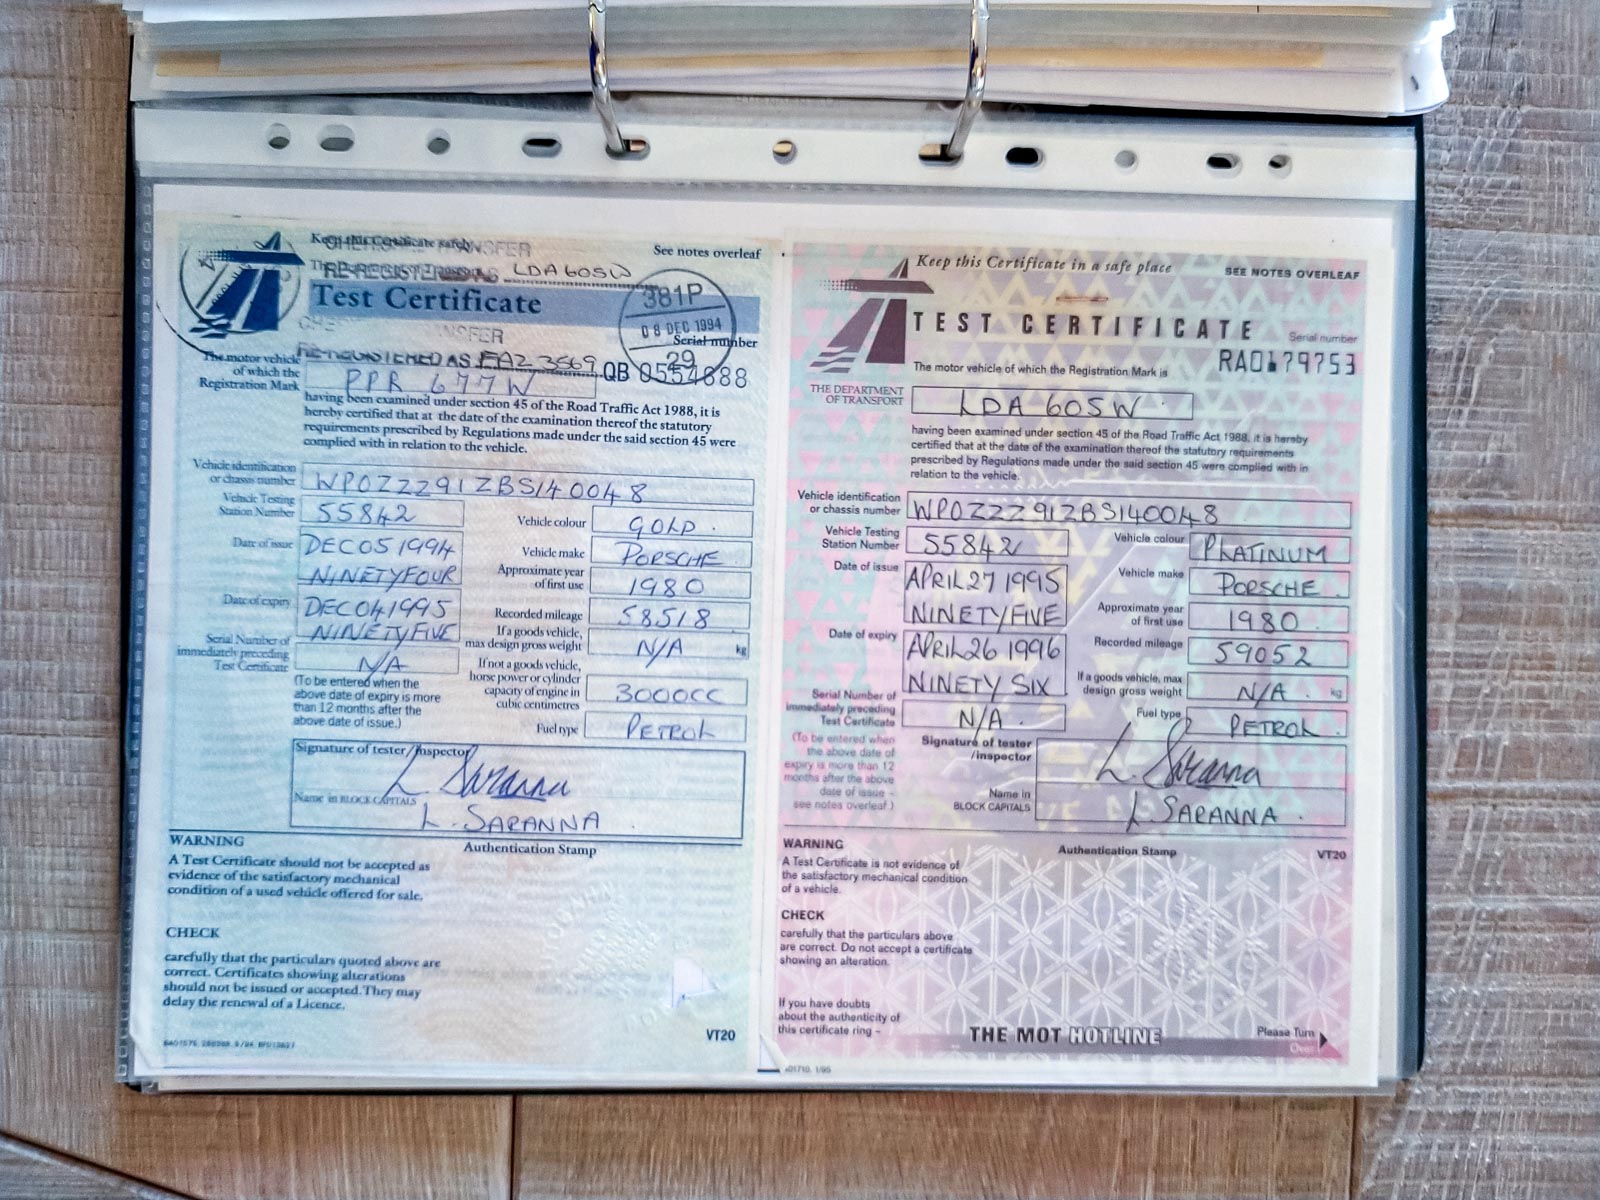 Keep this Certificate safely
See notes overleaf
RE-REGISTERED AS LDA 605W
Test Certificate
381P
08 DEC 1994
29
Serial number
QB 0554888
The motor vehicle
of which the
Registration Mark
PPR 677W
having been examined under section 45 of the Road Traffic Act 1988, it is
hereby certified that at the date of the examination thereof the statutory
requirements prescribed by Regulations made under the said section 45 were
complied with in relation to the vehicle.
Vehicle identification
or chassis number
WPOZZZ91ZBS140048
Vehicle Testing
Station Number
55842
Vehicle colour
GOLD.
Date of issue
DEC 05 1994
NINETYFOUR
Vehicle make
PORSCHE
Approximate year
of first use
1980
Date of expiry
DEC 04 1995
NINETYFIVE
Recorded mileage
58518
Serial Number of
immediately preceding
Test Certificate
N/A
If a goods vehicle,
max design gross weight
N/A
kg
(To be entered when the
above date of expiry is more
than 12 months after the
above date of issue.)
If not a goods vehicle,
horse power or cylinder
capacity of engine in
cubic centimetres
3000CC
Fuel type
PETROL
Signature of tester/inspector
L. Saranna
Name in BLOCK CAPITALS
L. SARANNA.
WARNING
Authentication Stamp
A Test Certificate should not be accepted as
evidence of the satisfactory mechanical
condition of a used vehicle offered for sale.
CHECK
carefully that the particulars quoted above are
correct. Certificates showing alterations
should not be issued or accepted. They may
delay the renewal of a Licence.
VT20
Keep this Certificate in a safe place
SEE NOTES OVERLEAF
TEST CERTIFICATE
Serial number
The motor vehicle of which the Registration Mark is
THE DEPARTMENT
OF TRANSPORT
LDA 605W.
having been examined under section 45 of the Road Traffic Act 1988, it is hereby
certified that at the date of the examination thereof the statutory requirements
prescribed by Regulations made under the said section 45 were complied with in
relation to the vehicle.
Vehicle identification
or chassis number
WPOZZZ91ZBS140048
Vehicle Testing
Station Number
55842
Vehicle colour
PLATINUM
Date of issue
APRIL 27 1995
NINETYFIVE
Vehicle make
PORSCHE.
Approximate year
of first use
1980.
Date of expiry
APRIL 26 1996
NINETY SIX
Recorded mileage
59052
If a goods vehicle, max
design gross weight
N/A.
kg
Serial Number of
immediately preceding
Test Certificate
N/A.
Fuel type
PETROL.
(To be entered when
the above date of
expiry is more than 12
months after the above
date of issue -
see notes overleaf.)
Signature of tester
/inspector
L. Saranna
Name in
BLOCK CAPITALS
L. SARANNA.
WARNING
Authentication Stamp
VT20
A Test Certificate is not evidence of
the satisfactory mechanical condition
of a vehicle.
CHECK
carefully that the particulars above
are correct. Do not accept a certificate
showing an alteration.
If you have doubts
about the authenticity of
this certificate ring –
THE MOT HOTLINE
Please Turn
Over